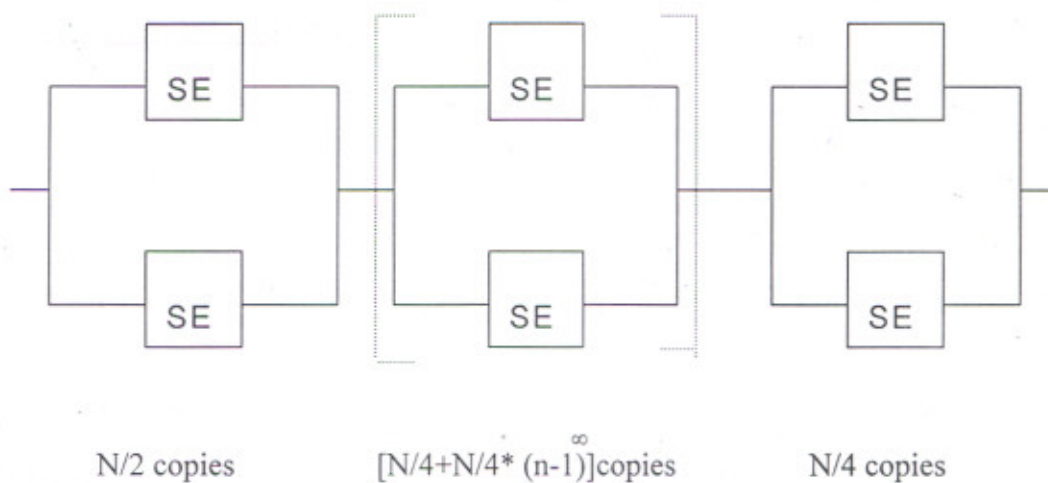 SE SE SE
SE SE SE
∞
N/2 copies [N/4+N/4* (n-1)]copies N/4 copies